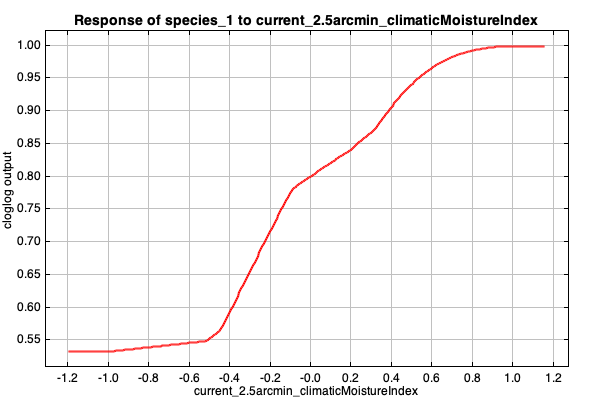 Response of species_1 to current_2.5arcmin_climaticMoistureIndex
1.00
0.95
0.90
0.85
0.80
0.75
0.70
0.65
0.60
0.55
cloglog output
-1.2 -1.0 -0.8 -0.6 -0.4 -0.2 -0.0 0.2 0.4 0.6 0.8 1.0 1.2
current_2.5arcmin_climaticMoistureIndex